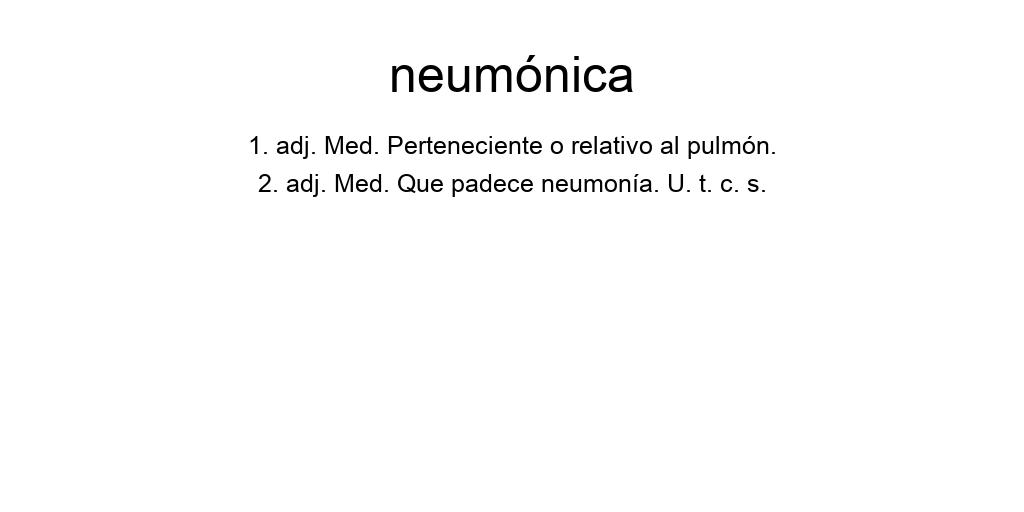 neumónica
1. adj. Med. Perteneciente o relativo al pulmón.
2. adj. Med. Que padece neumonía. U. t. c. s.